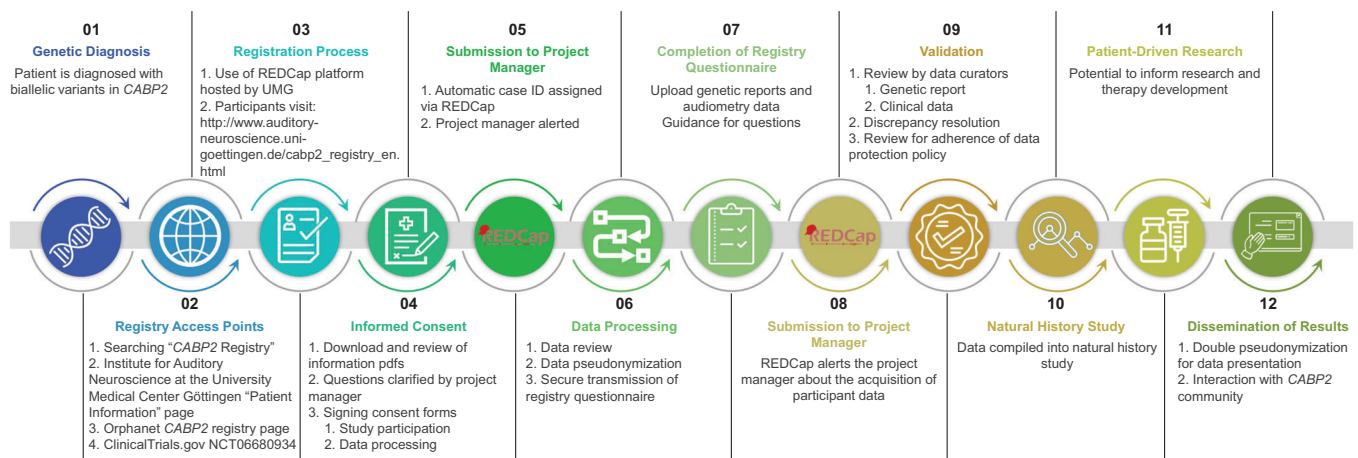 01
Genetic Diagnosis
Patient is diagnosed with
biallelic variants in CABP2
02
Registry Access Points
1. Searching “CABP2 Registry”
2. Institute for Auditory
Neuroscience at the University
Medical Center Göttingen “Patient
Information” page
3. Orphanet CABP2 registry page
4. ClinicalTrials.gov NCT06680934
03
Registration Process
1. Use of REDCap platform
hosted by UMG
2. Participants visit:
http://www.auditory-
neuroscience.uni-
goettingen.de/cabp2_registry_en.
html
04
Informed Consent
1. Download and review of
information pdfs
2. Questions clarified by project
manager
3. Signing consent forms
1. Study participation
2. Data processing
05
Submission to Project
Manager
1. Automatic case ID assigned
via REDCap
2. Project manager alerted
REDCap
06
Data Processing
1. Data review
2. Data pseudonymization
3. Secure transmission of
registry questionnaire
07
Completion of Registry
Questionnaire
Upload genetic reports and
audiometry data
Guidance for questions
08
Submission to Project
Manager
REDCap alerts the project
manager about the acquisition of
participant data
REDCap
09
Validation
1. Review by data curators
1. Genetic report
2. Clinical data
2. Discrepancy resolution
3. Review for adherence of data
protection policy
10
Natural History Study
Data compiled into natural history
study
11
Patient-Driven Research
Potential to inform research and
therapy development
12
Dissemination of Results
1. Double pseudonymization
for data presentation
2. Interaction with CABP2
community